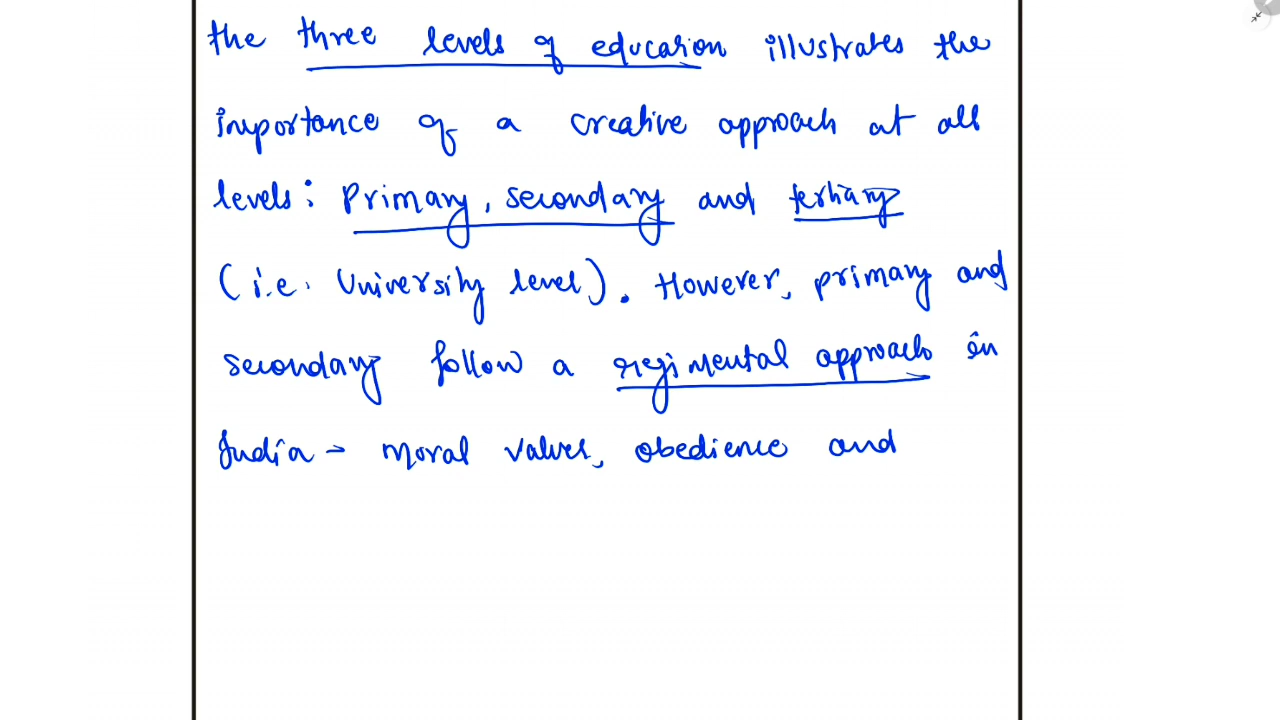 the three levels of education illustrates the
importance of a creative approach at all
levels: Primary, secondary and tertiary
(i.e. University level). However, primary and
secondary follow a regimental approach in
India - moral values, obedience and